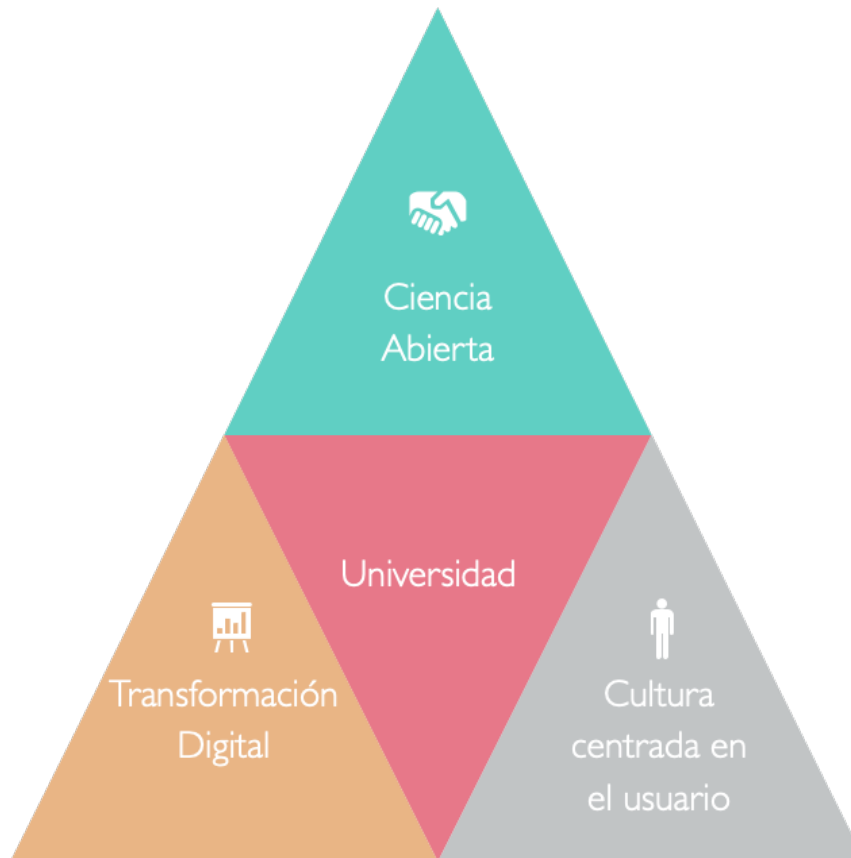 Ciencia
Abierta
Universidad
Transformación
Digital
Cultura
centrada en
el usuario